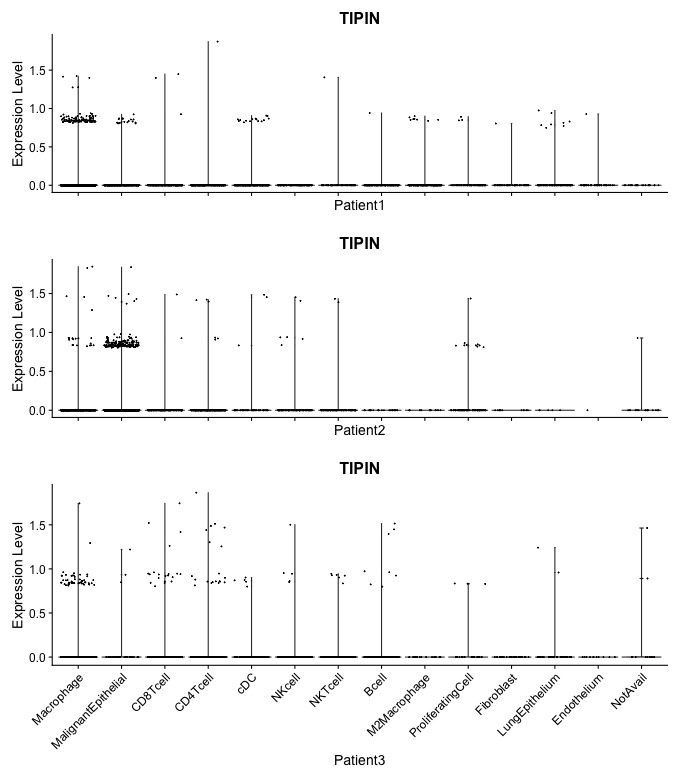 TIPIN
Expression Level
1.5
1.0
0.5
0.0
Patient1
TIPIN
Expression Level
1.5
1.0
0.5
0.0
Patient2
TIPIN
Expression Level
1.5
1.0
0.5
0.0
Macrophage
MalignantEpithelial
CD8Tcell
CD4Tcell
cDC
NKcell
NKTcell
Bcell
M2Macrophage
ProliferatingCell
Fibroblast
LungEpithelium
Endothelium
NotAvail
Patient3